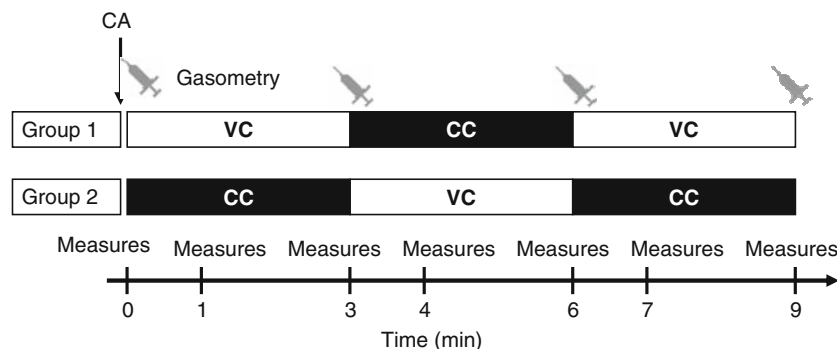 CA
Gasometry
Group 1 VC CC VC
Group 2 CC VC CC
Measures Measures Measures Measures Measures Measures Measures
0 1 3 4 6 7 9
Time (min)